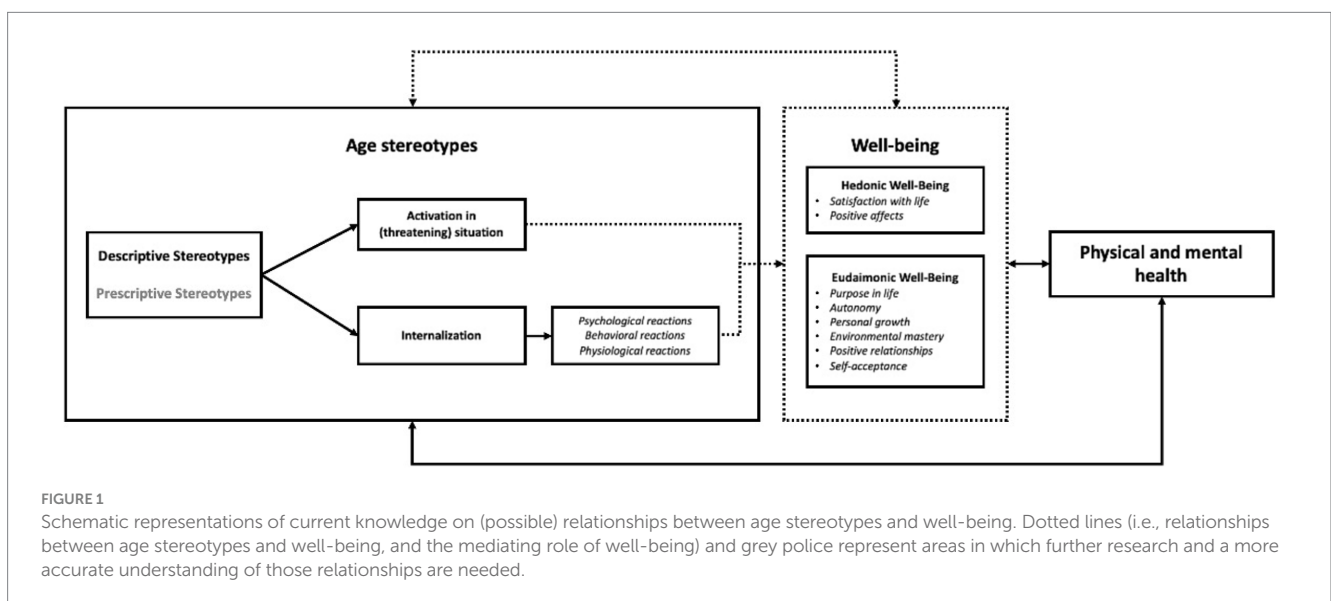 Age stereotypes
Descriptive Stereotypes
Prescriptive Stereotypes
Activation in
(threatening) situation
Internalization
Psychological reactions
Behavioral reactions
Physiological reactions
Well-being
Hedonic Well-Being
• Satisfaction with life
• Positive affects
Eudaimonic Well-Being
• Purpose in life
• Autonomy
• Personal growth
• Environmental mastery
• Positive relationships
• Self-acceptance
Physical and mental
health
FIGURE 1
Schematic representations of current knowledge on (possible) relationships between age stereotypes and well-being. Dotted lines (i.e., relationships
between age stereotypes and well-being, and the mediating role of well-being) and grey police represent areas in which further research and a more
accurate understanding of those relationships are needed.